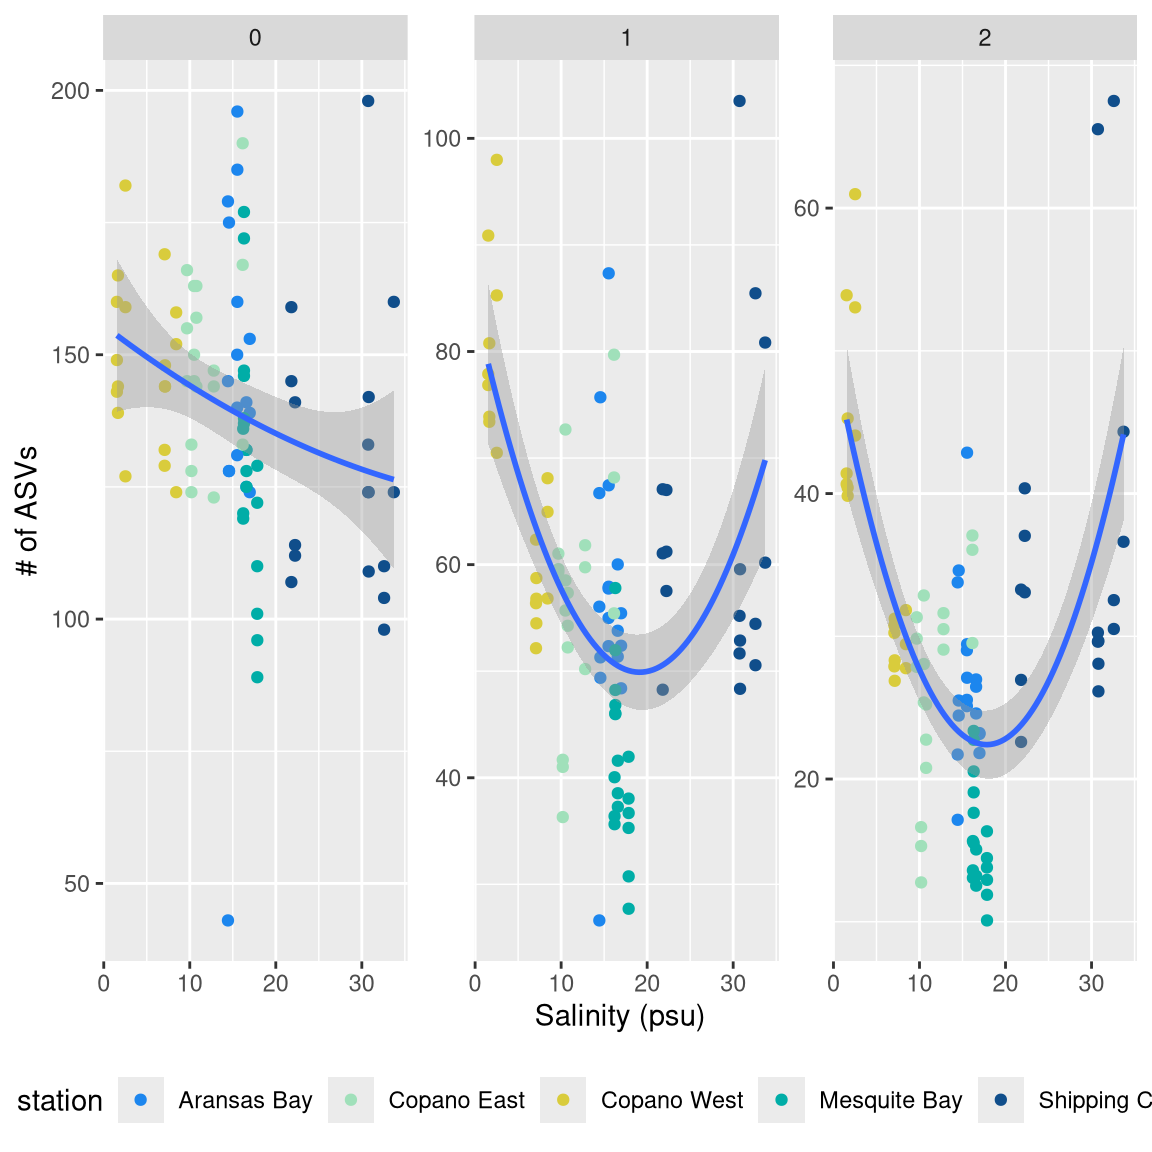 0 1 2
# of ASVs
200
150
100
50
100
80
60
40
60
40
20
0 10 20 30 0 10 20 30 0 10 20 30
Salinity (psu)
station Aransas Bay Copano East Copano West Mesquite Bay Shipping C